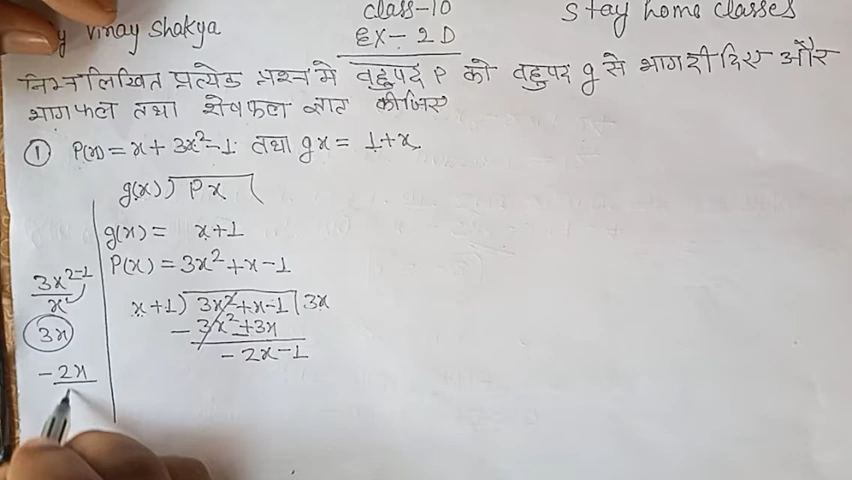 y Vinay Shakya
class-10
Stay home classes
EX- 2D
निम्नलिखित प्रत्येक प्रश्न मे बहुपद P को बहुपद g से भाग दीजिए और
भागफल तथा शेषफल ज्ञात कीजिए
① P(x) = x + 3x²-1 तथा gx = 1+x
g(x)) Px (
g(x) = x+1
P(x) = 3x²+x-1
x+1) 3x²+x-1 (3x
- 3x²+3x
-2x-1
3x²⁻¹
x
3x
-2x